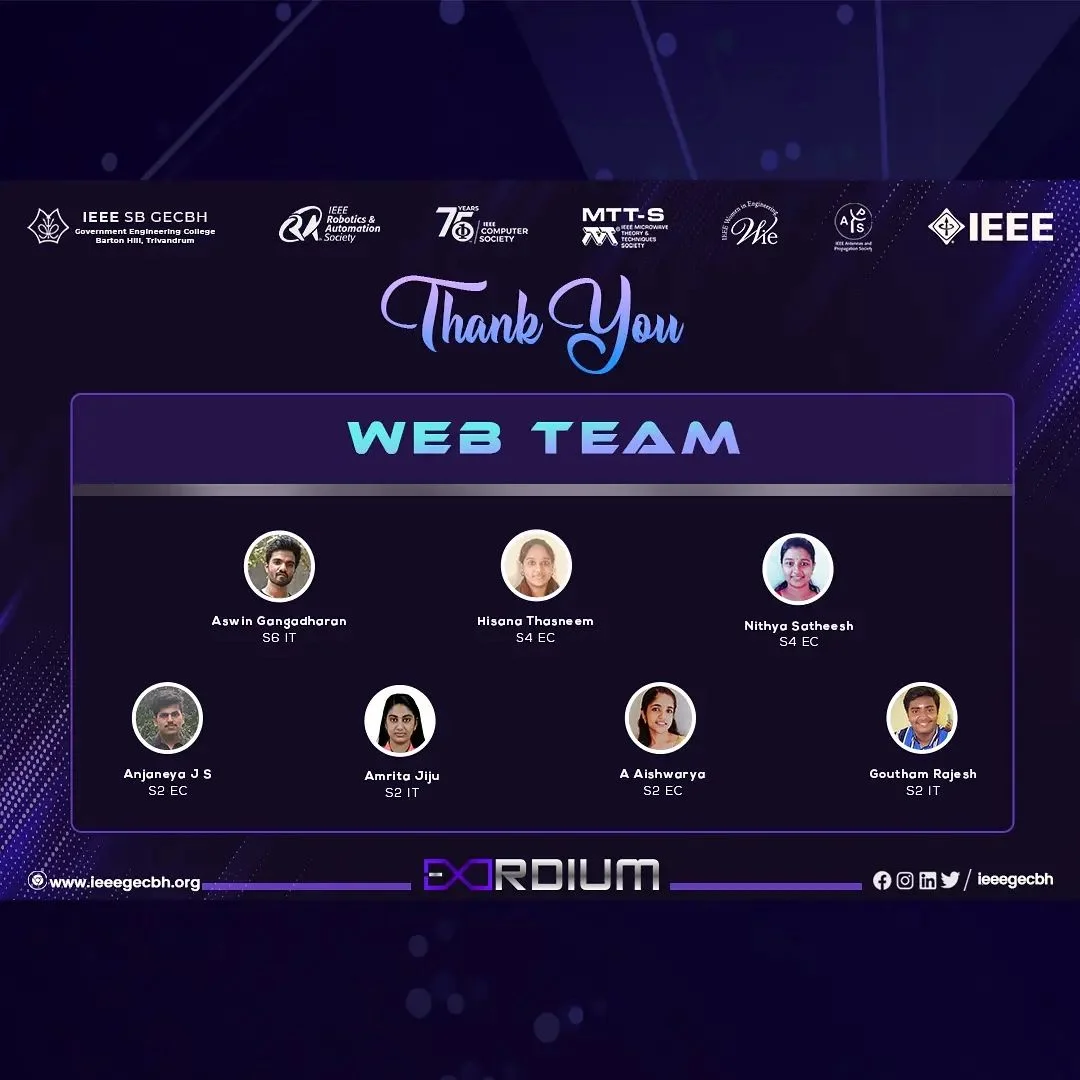 IEEE SB GECBH
Government Engineering College
Barton Hill, Trivandrum
IEEE
Robotics &
Automation
Society
75 YEARS
IEEE
COMPUTER
SOCIETY
MTT-S
IEEE MICROWAVE
THEORY &
TECHNIQUES
SOCIETY
IEEE Women in Engineering
WIE
APS
IEEE Antennas and
Propagation Society
IEEE
Thank You
WEB TEAM
Aswin Gangadharan
S6 IT
Hisana Thasneem
S4 EC
Nithya Satheesh
S4 EC
Anjaneya J S
S2 EC
Amrita Jiju
S2 IT
A Aishwarya
S2 EC
Goutham Rajesh
S2 IT
www.ieeegecbh.org
EXORDIUM
/ ieeegecbh